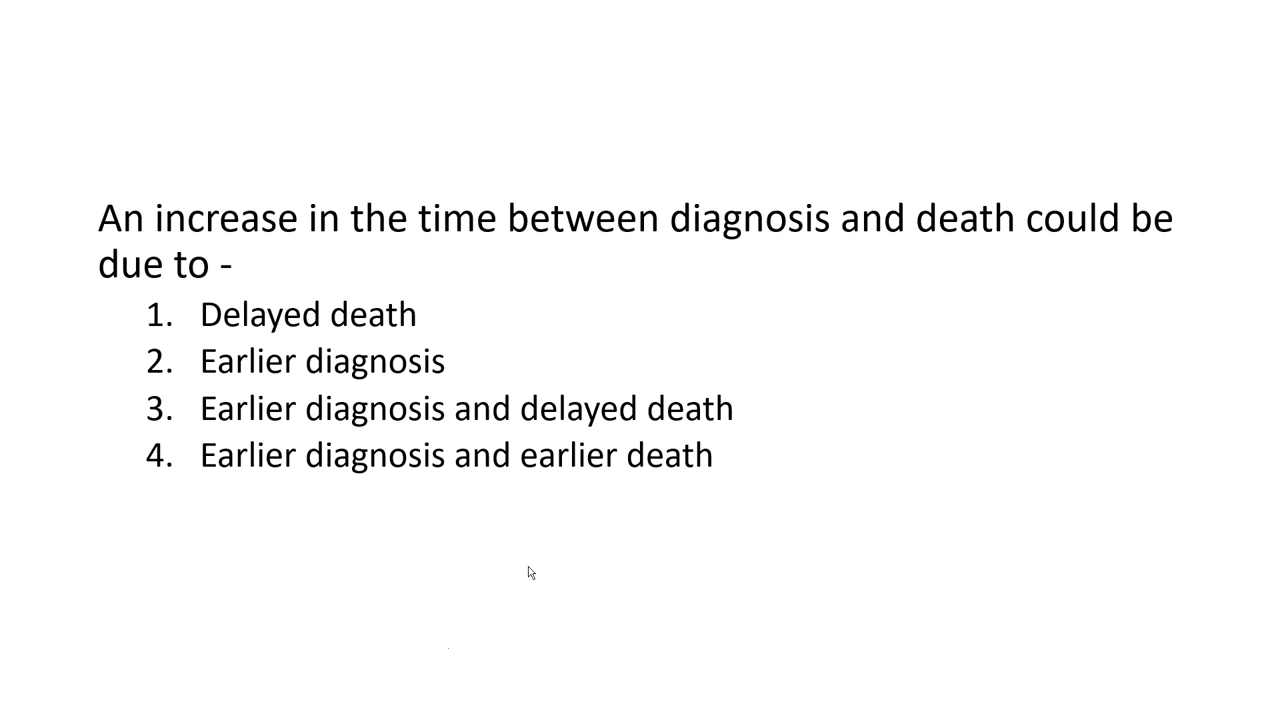 An increase in the time between diagnosis and death could be
due to -
1. Delayed death
2. Earlier diagnosis
3. Earlier diagnosis and delayed death
4. Earlier diagnosis and earlier death